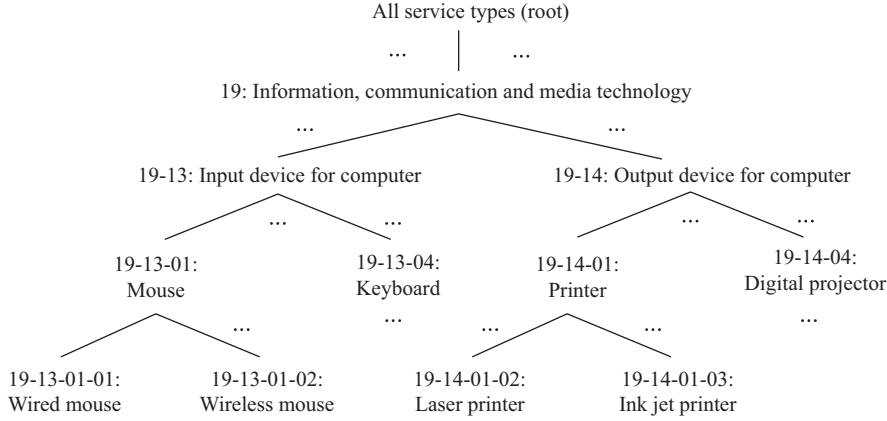 All service types (root)
... ...
19: Information, communication and media technology
... ...
19-13: Input device for computer 19-14: Output device for computer
... ... ... ...
19-13-01: 19-13-04: 19-14-01: 19-14-04:
Mouse Keyboard Printer Digital projector
... ... ... ... ...
19-13-01-01: 19-13-01-02: 19-14-01-02: 19-14-01-03:
Wired mouse Wireless mouse Laser printer Ink jet printer